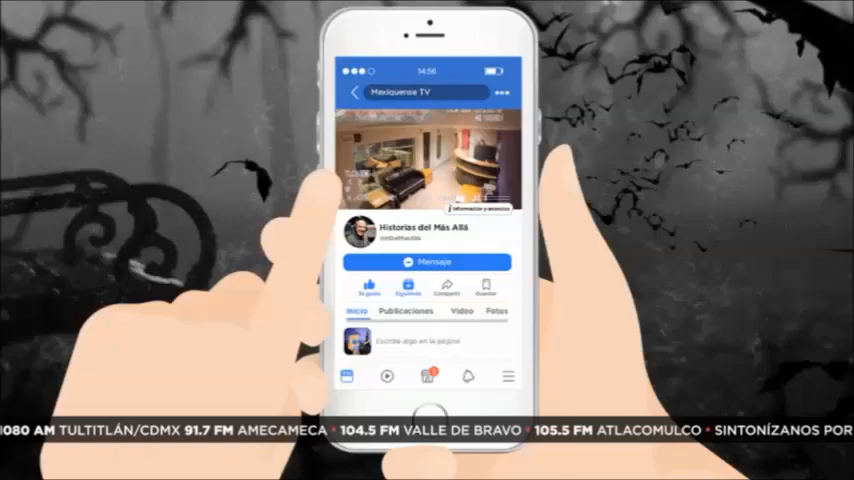 14:56
Mexiquense TV
Información y anuncios
Historias del Más Allá
Mensaje
Te gusta
Siguiendo
Compartir
Guardar
Inicio
Publicaciones
Video
Fotos
Escribe algo en la página
1080 AM TULTITLÁN/CDMX 91.7 FM AMECAMECA • 104.5 FM VALLE DE BRAVO • 105.5 FM ATLACOMULCO • SINTONÍZANOS POR